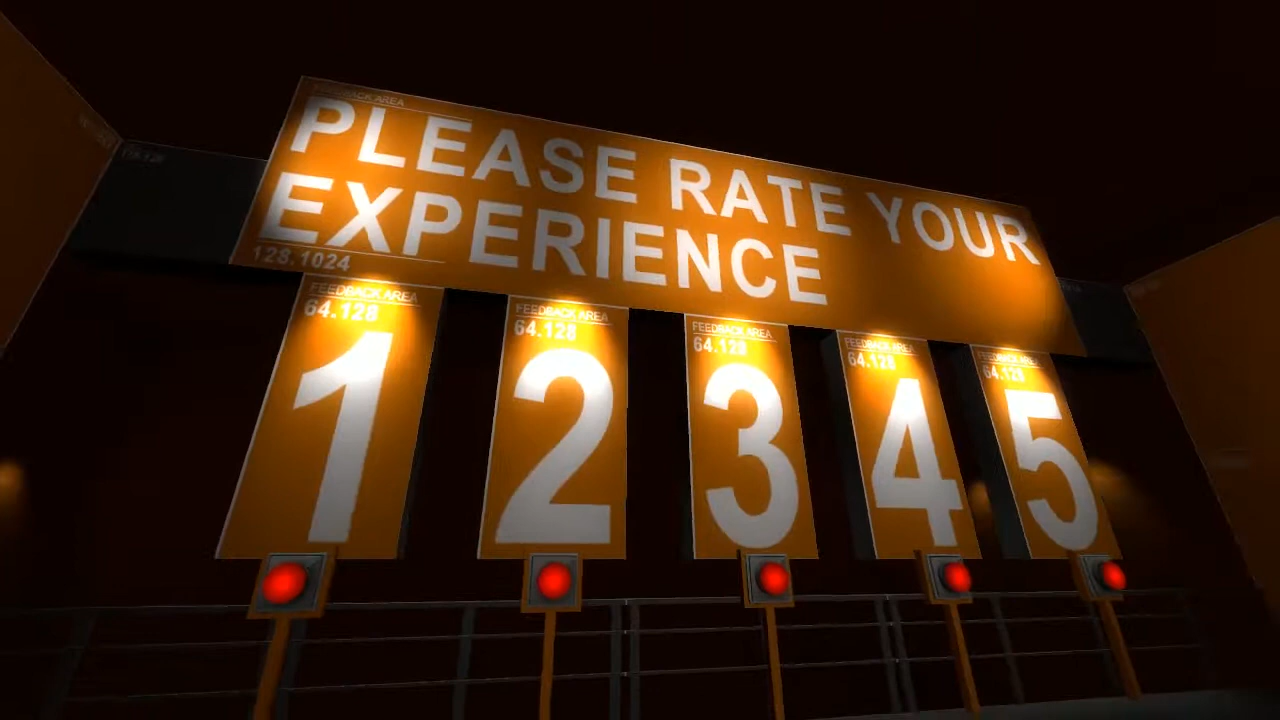 FEEDBACK AREA
PLEASE RATE YOUR
EXPERIENCE
128.1024
FEEDBACK AREA
64.128
1
FEEDBACK AREA
64.128
2
FEEDBACK AREA
64.128
3
FEEDBACK AREA
64.128
4
FEEDBACK AREA
64.128
5